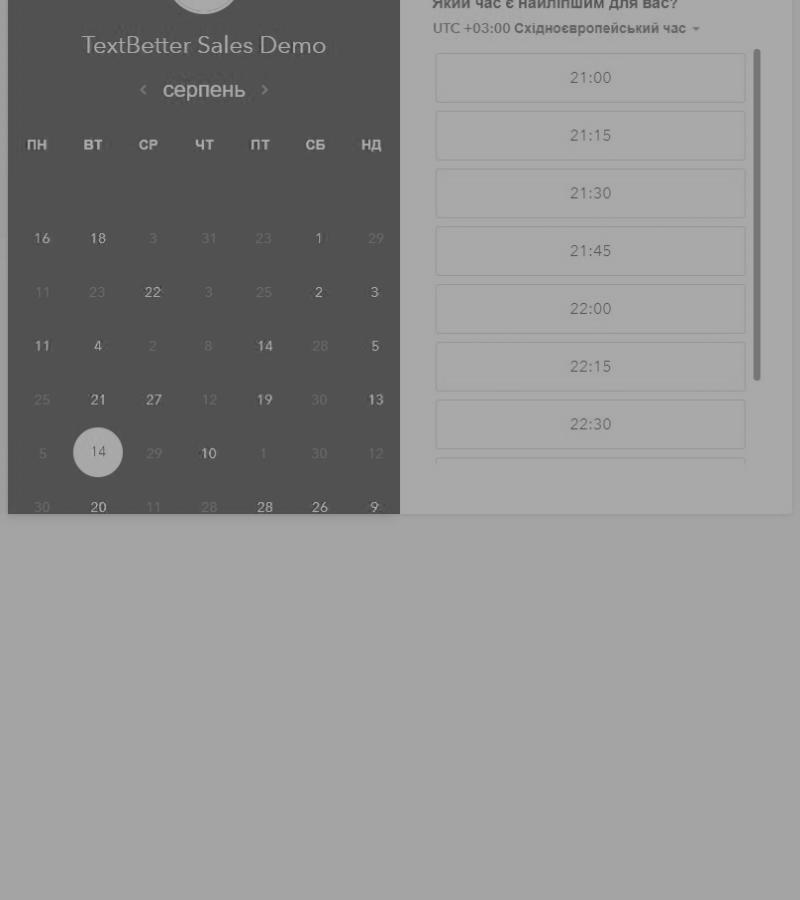 TextBetter Sales Demo
серпень
ПН ВТ СР ЧТ ПТ СБ НД
16 18 3 31 23 1 29
11 23 22 3 25 2 3
11 4 2 8 14 28 5
25 21 27 12 19 30 13
5 14 29 10 1 30 12
30 20 11 28 28 26 9
Який час є найліпшим для вас?
UTC +03:00 Східноєвропейський час
21:00
21:15
21:30
21:45
22:00
22:15
22:30